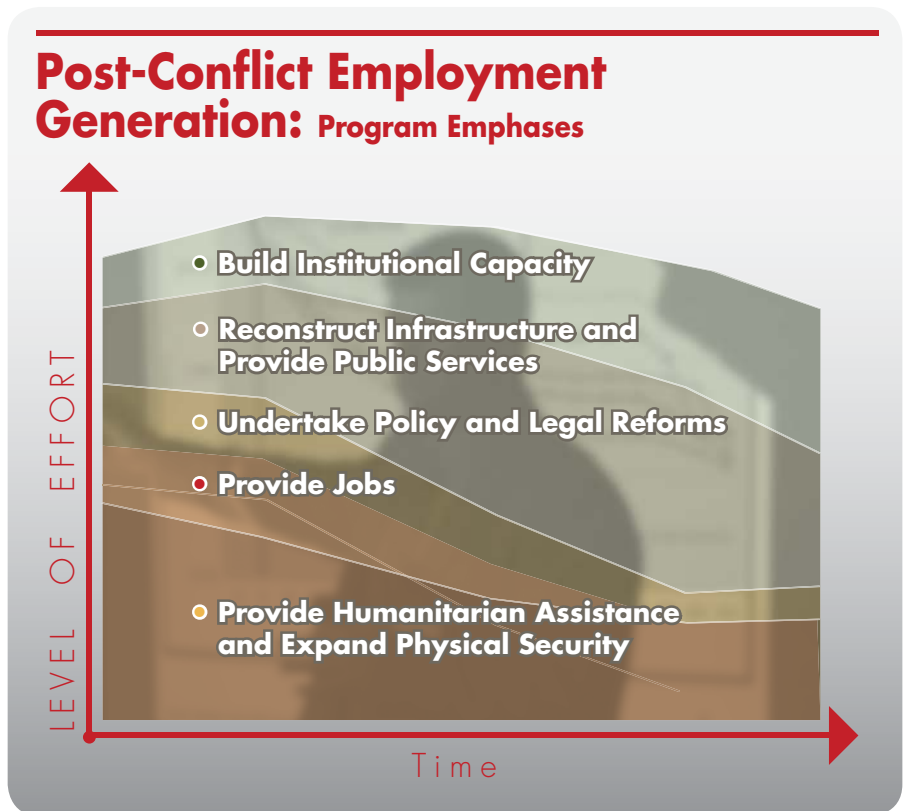 Post-Conflict Employment
Generation: Program Emphases
Build Institutional Capacity
Reconstruct Infrastructure and
Provide Public Services
Undertake Policy and Legal Reforms
Provide Jobs
Provide Humanitarian Assistance
and Expand Physical Security
LEVEL OF EFFORT
Time